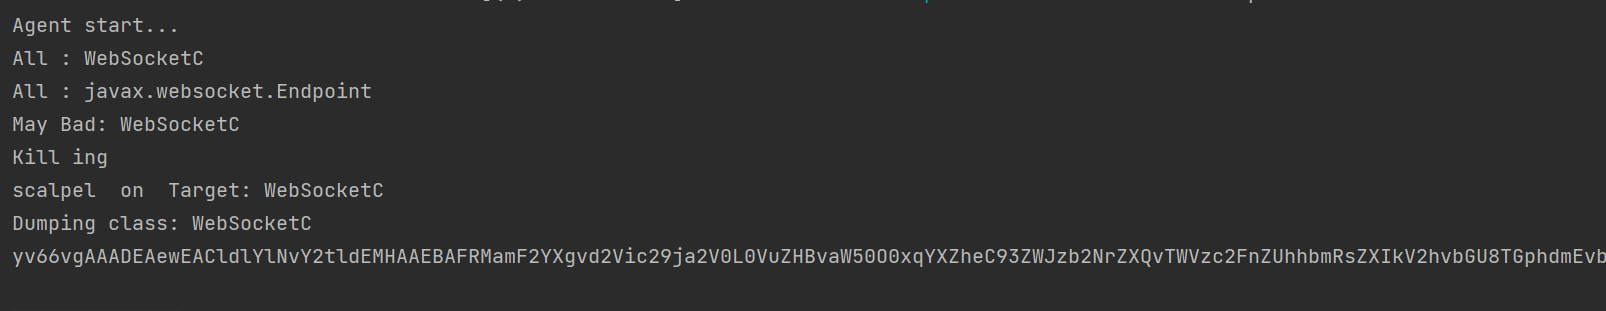 Agent start...
All : WebSocketC
All : javax.websocket.Endpoint
May Bad: WebSocketC
Kill ing
scalpel  on  Target: WebSocketC
Dumping class: WebSocketC
yv66vgAAADEAewEACldlYlNvY2tldEMHAAEBAFRMamF2YXgvd2Vic29ja2V0L0VuZHBvaW50O0xqYXZheC93ZWJzb2NrZXQvTWVzc2FnZUhhbmRsZXIkV2hvbGU8TGphdmEvb